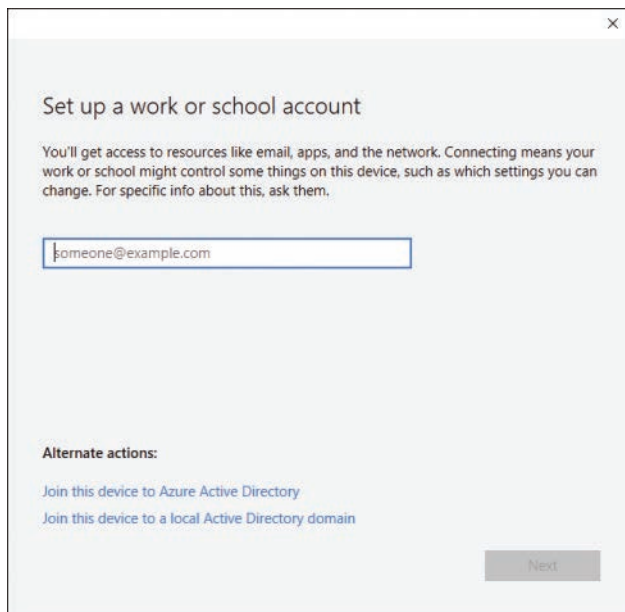 Set up a work or school account
You'll get access to resources like email, apps, and the network. Connecting means your
work or school might control some things on this device, such as which settings you can
change. For specific info about this, ask them.
someone@example.com
Alternate actions:
Join this device to Azure Active Directory
Join this device to a local Active Directory domain
Next